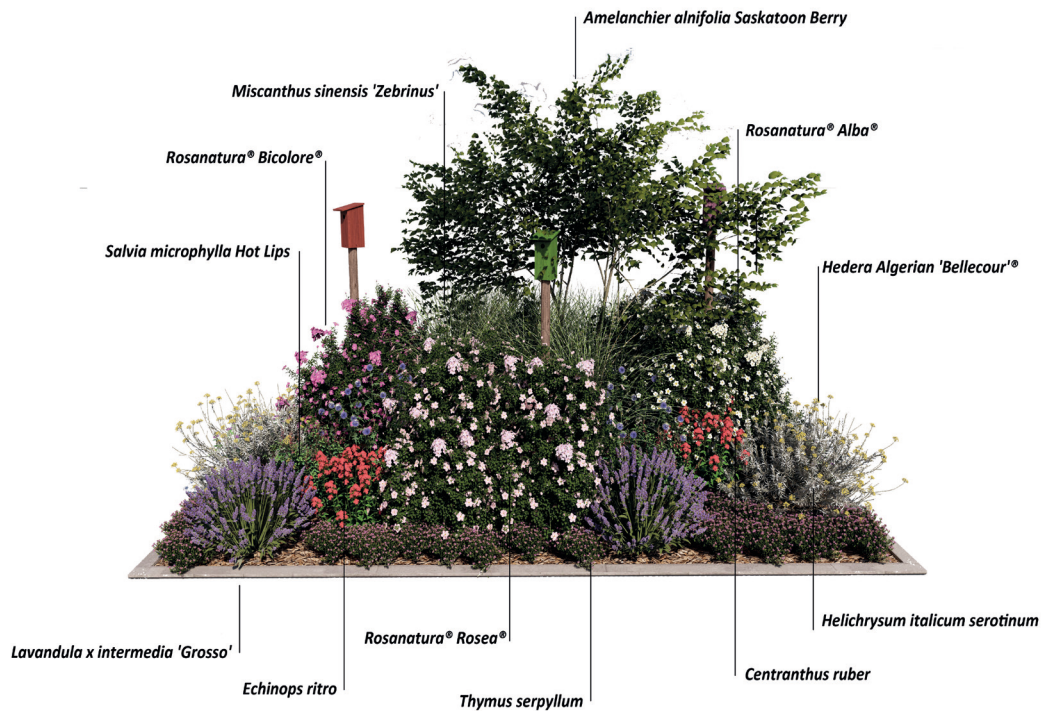 Amelanchier alnifolia Saskatoon Berry
Miscanthus sinensis 'Zebrinus'
Rosanatura® Alba®
Rosanatura® Bicolore®
Salvia microphylla Hot Lips
Hedera Algerian 'Bellecour'®
Helichrysum italicum serotinum
Rosanatura® Rosea®
Lavandula x intermedia 'Grosso'
Centranthus ruber
Echinops ritro
Thymus serpyllum